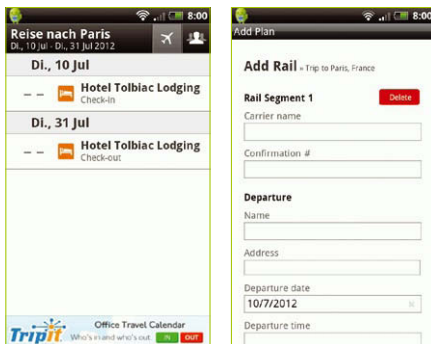 8:00
Reise nach Paris
Di., 10 Jul - Di., 31 Jul 2012
Di., 10 Jul
Hotel Tolbiac Lodging
Check-in
Di., 31 Jul
Hotel Tolbiac Lodging
Check-out
Tripit
Office Travel Calendar
Who's in and who's out.
IN
OUT
8:00
Add Plan
Add Rail - Trip to Paris, France
Rail Segment 1
Delete
Carrier name
Confirmation #
Departure
Name
Address
Departure date
10/7/2012
Departure time